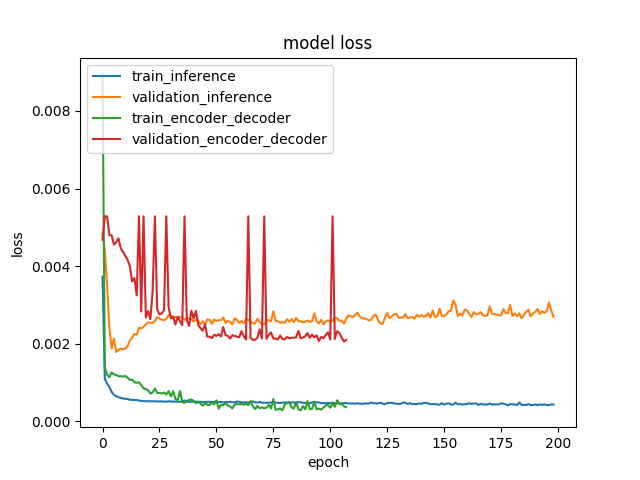 model loss
train_inference
validation_inference
train_encoder_decoder
validation_encoder_decoder
0.008
0.006
0.004
0.002
0.000
loss
0 25 50 75 100 125 150 175 200
epoch